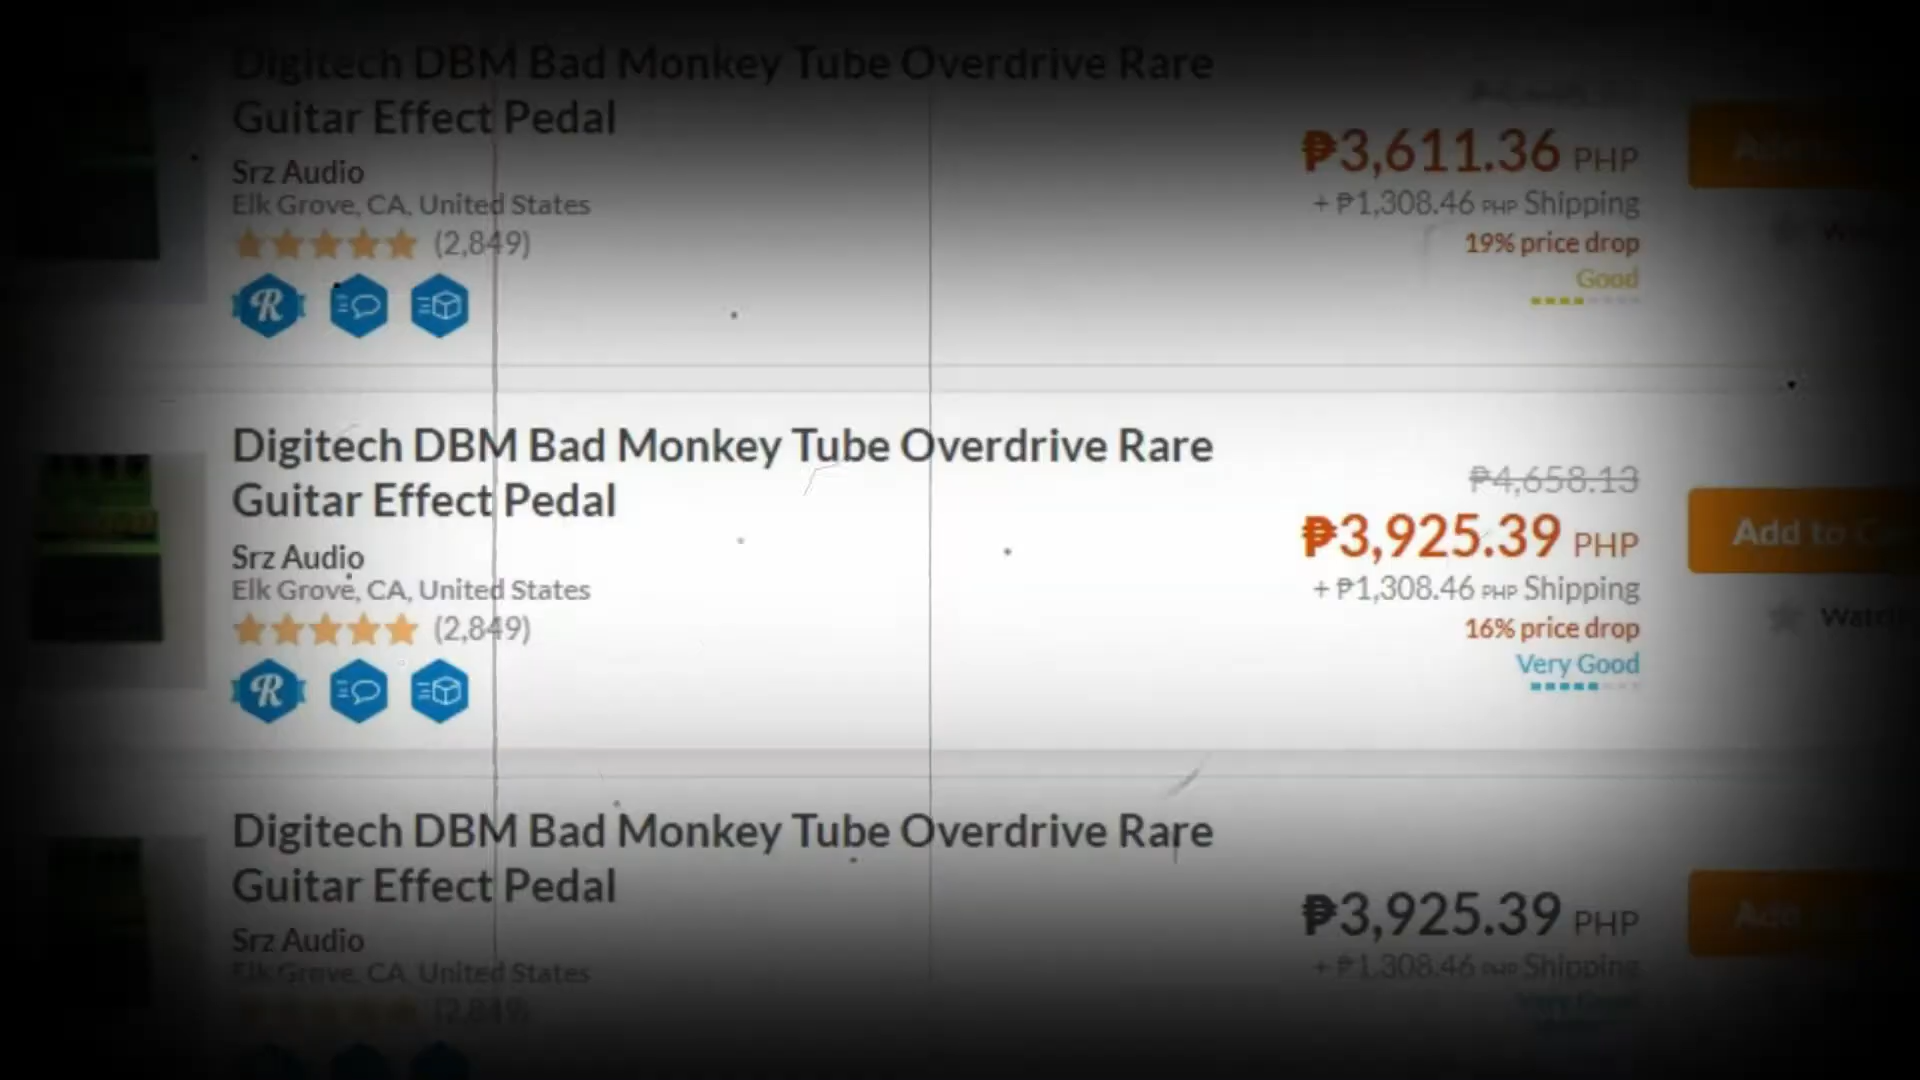 Digitech DBM Bad Monkey Tube Overdrive Rare
Guitar Effect Pedal
Srz Audio
Elk Grove, CA, United States
(2,849)
₱3,611.36 PHP
+ ₱1,308.46 PHP Shipping
19% price drop
Good
Digitech DBM Bad Monkey Tube Overdrive Rare
Guitar Effect Pedal
Srz Audio
Elk Grove, CA, United States
(2,849)
₱4,658.13
₱3,925.39 PHP
+ ₱1,308.46 PHP Shipping
16% price drop
Very Good
Add to
Digitech DBM Bad Monkey Tube Overdrive Rare
Guitar Effect Pedal
Srz Audio
Elk Grove, CA, United States
(2,849)
₱3,925.39 PHP
+ ₱1,308.46 PHP Shipping
Very Good
Add